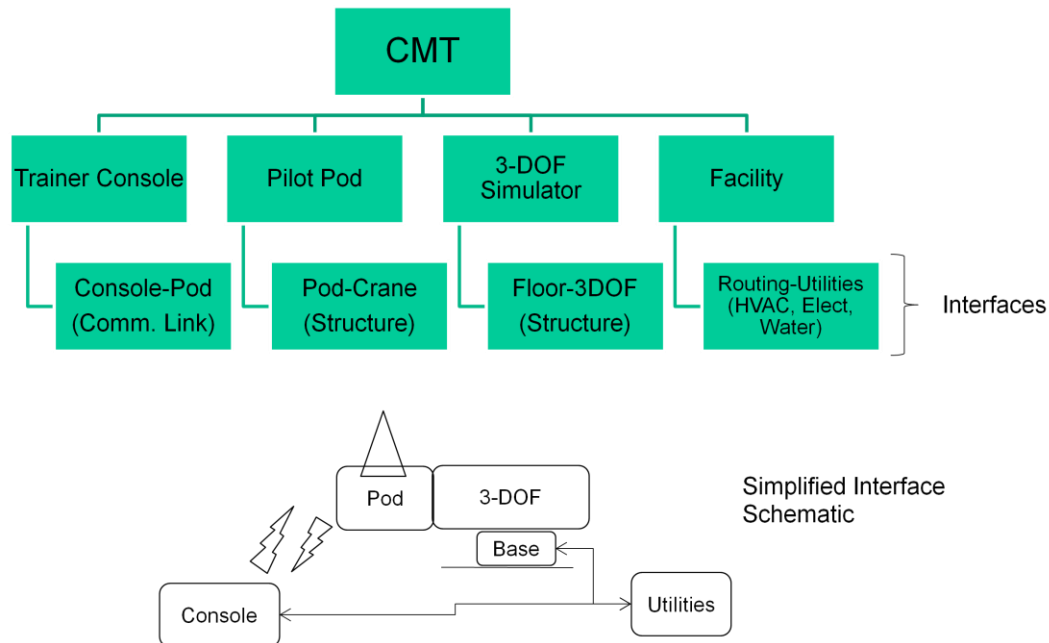 CMT
Trainer Console
Pilot Pod
3-DOF
Simulator
Facility
Console-Pod
(Comm. Link)
Pod-Crane
(Structure)
Floor-3DOF
(Structure)
Routing-Utilities
(HVAC, Elect,
Water)
Interfaces
Pod
3-DOF
Simplified Interface
Schematic
Base
Console
Utilities